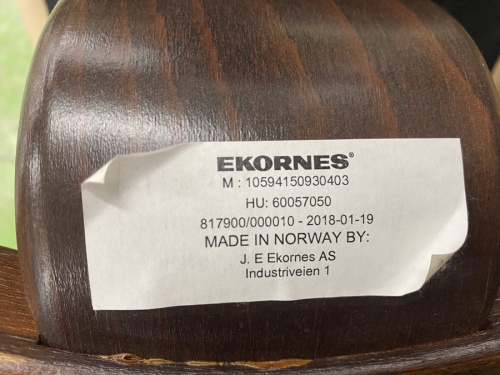 EKORNES®
M : 10594150930403
HU: 60057050
817900/000010 - 2018-01-19
MADE IN NORWAY BY:
J. E Ekornes AS
Industriveien 1